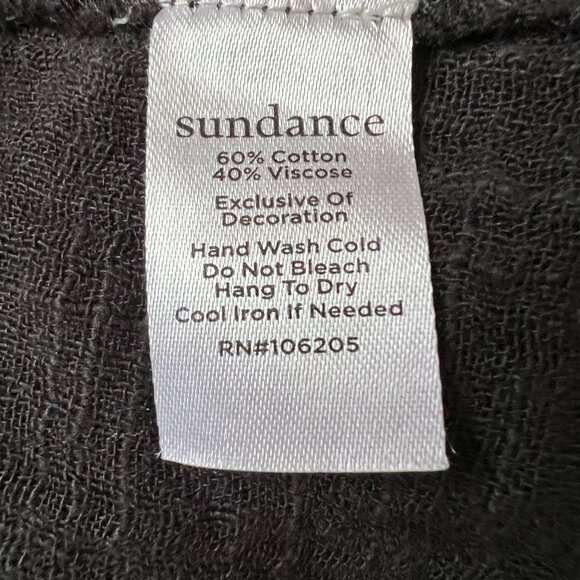 sundance
60% Cotton
40% Viscose
Exclusive Of
Decoration
Hand Wash Cold
Do Not Bleach
Hang To Dry
Cool Iron If Needed
RN#106205